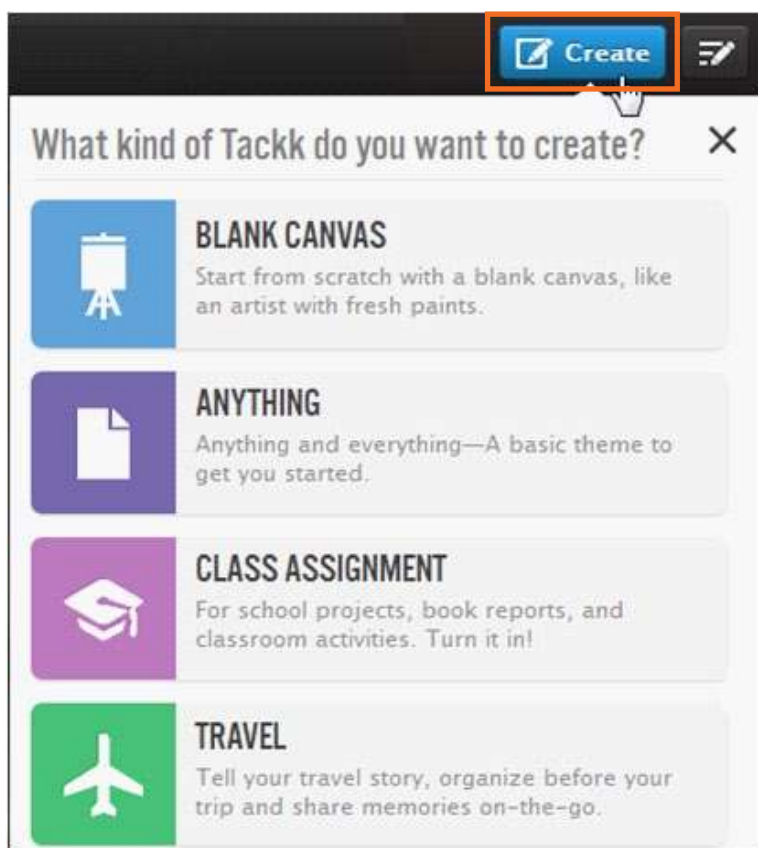 Create
What kind of Tackk do you want to create?
BLANK CANVAS
Start from scratch with a blank canvas, like
an artist with fresh paints.
ANYTHING
Anything and everything—A basic theme to
get you started.
CLASS ASSIGNMENT
For school projects, book reports, and
classroom activities. Turn it in!
TRAVEL
Tell your travel story, organize before your
trip and share memories on-the-go.